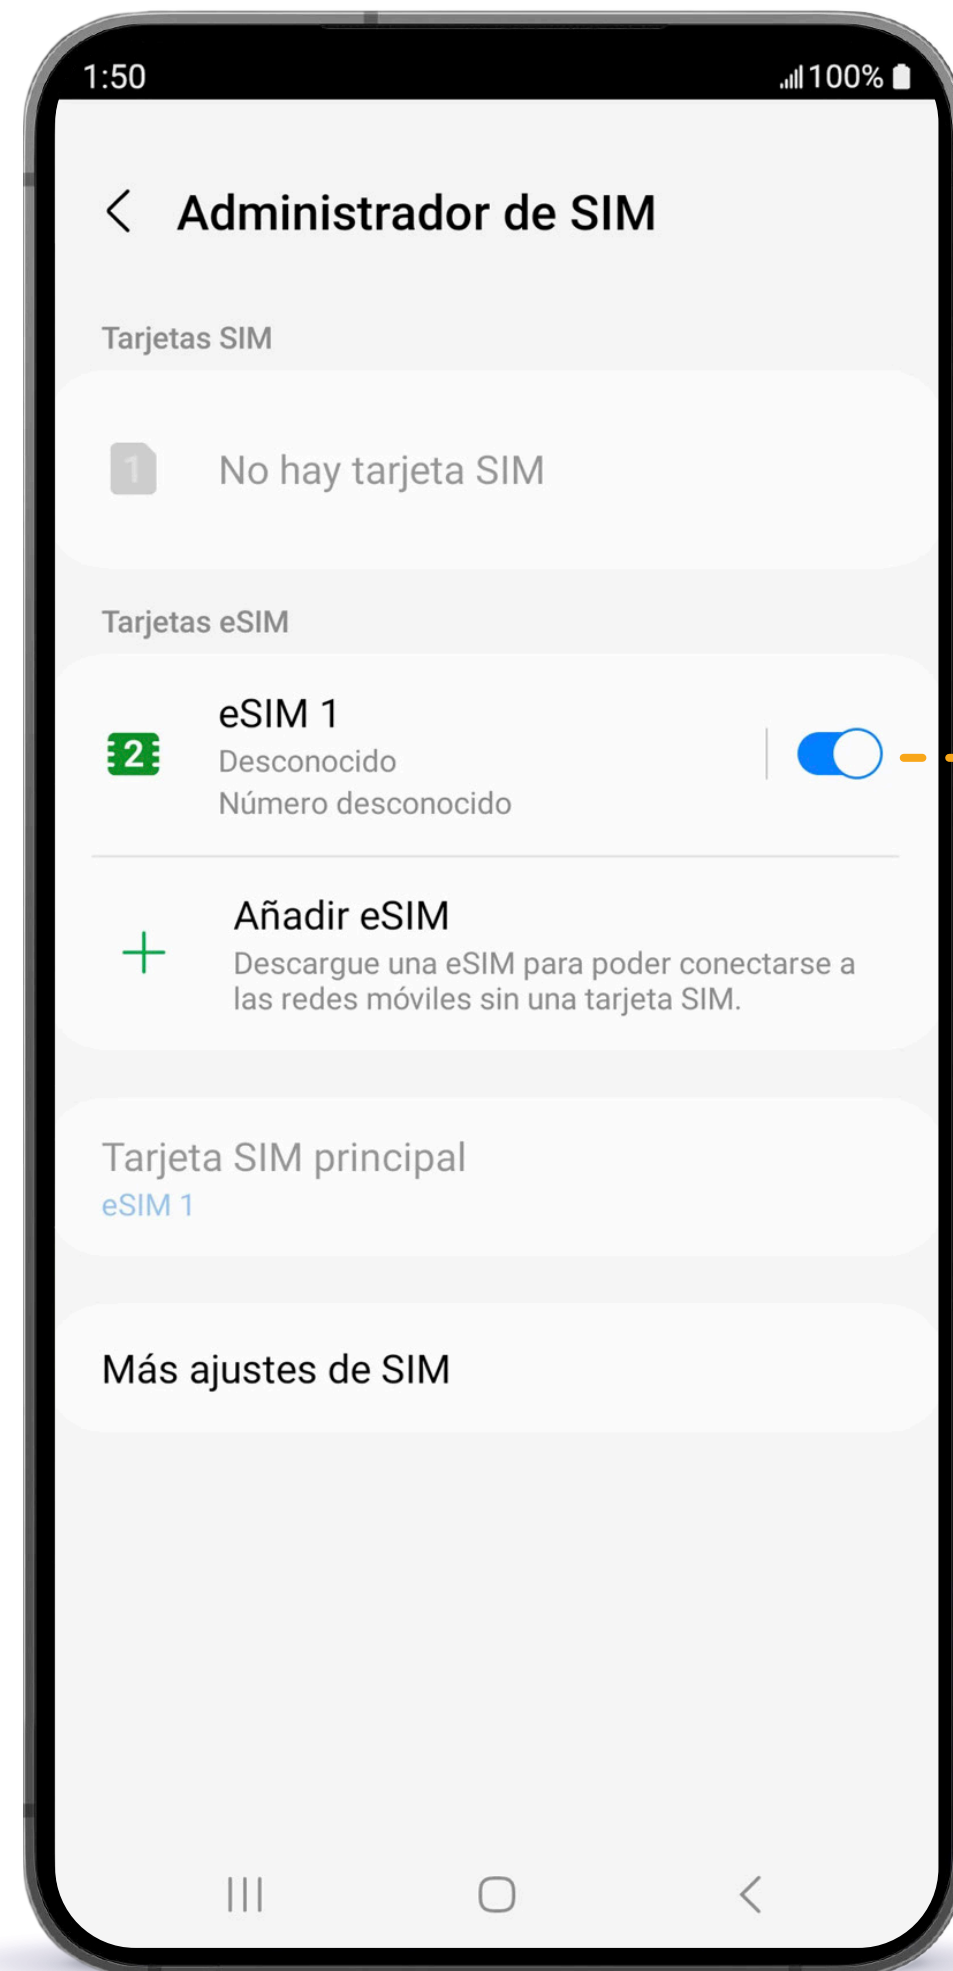 1:50
100%
Administrador de SIM
Tarjetas SIM
1
No hay tarjeta SIM
Tarjetas eSIM
eSIM 1
2
Desconocido
Número desconocido
Añadir eSIM
Descargue una eSIM para poder conectarse a
las redes móviles sin una tarjeta SIM.
Tarjeta SIM principal
eSIM 1
Más ajustes de SIM